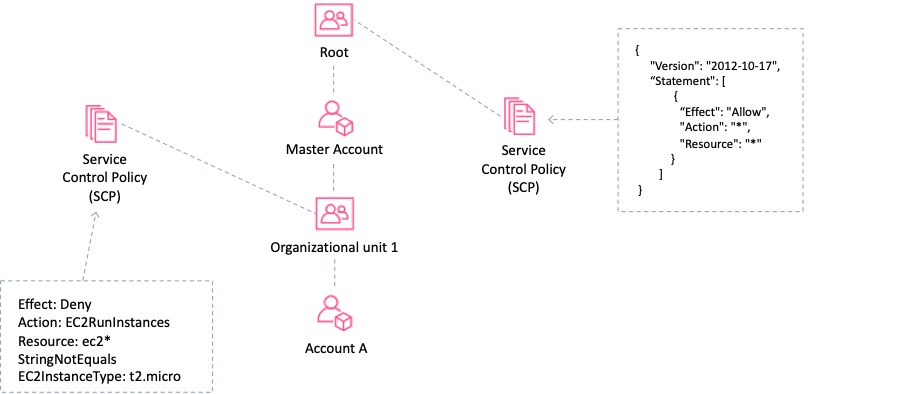 Root
Master Account
Organizational unit 1
Account A
Service
Control Policy
(SCP)
Effect: Deny
Action: EC2RunInstances
Resource: ec2*
StringNotEquals
EC2InstanceType: t2.micro
Service
Control Policy
(SCP)
{
"Version": "2012-10-17",
“Statement": [
{
“Effect": "Allow",
"Action": "*",
"Resource": "*"
}
]
}